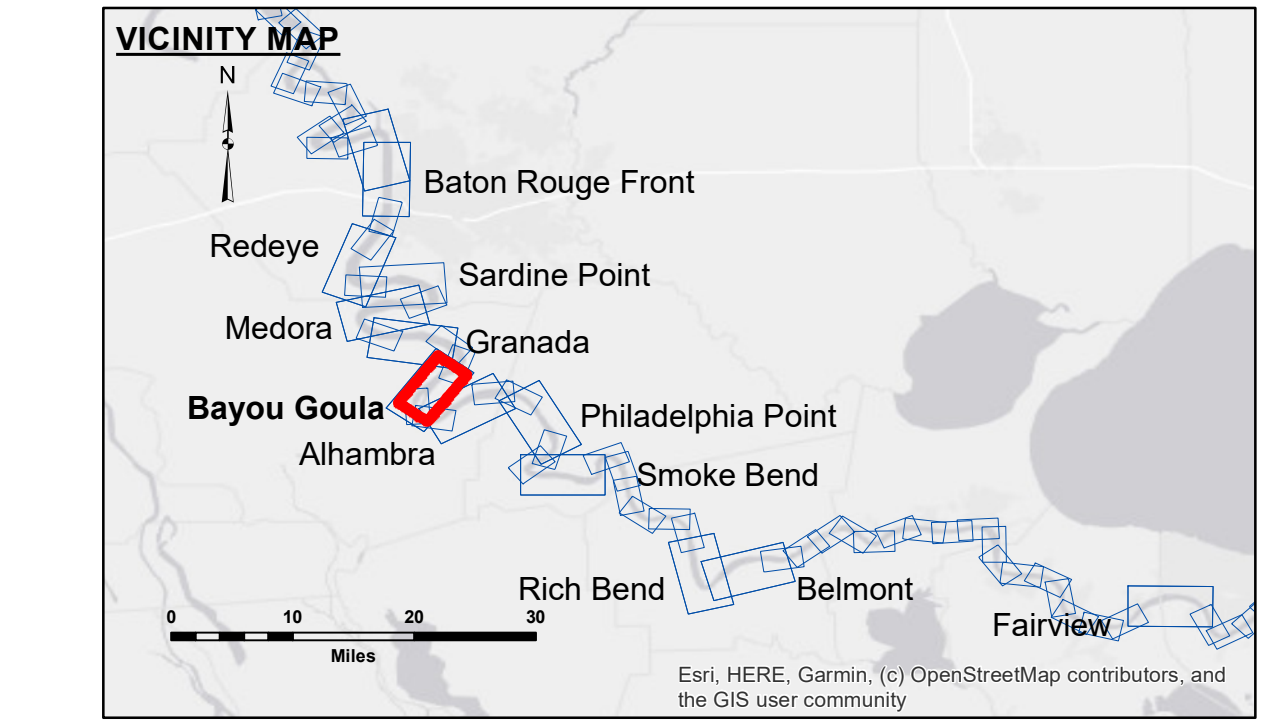 VICINITY MAP
N
Baton Rouge Front
Redeye
Sardine Point
Medora
Granada
Bayou Goula
Philadelphia Point
Alhambra
Smoke Bend
Rich Bend
Belmont
Fairview
0 10 20 30
Miles
Esri, HERE, Garmin, (c) OpenStreetMap contributors, and
the GIS user community